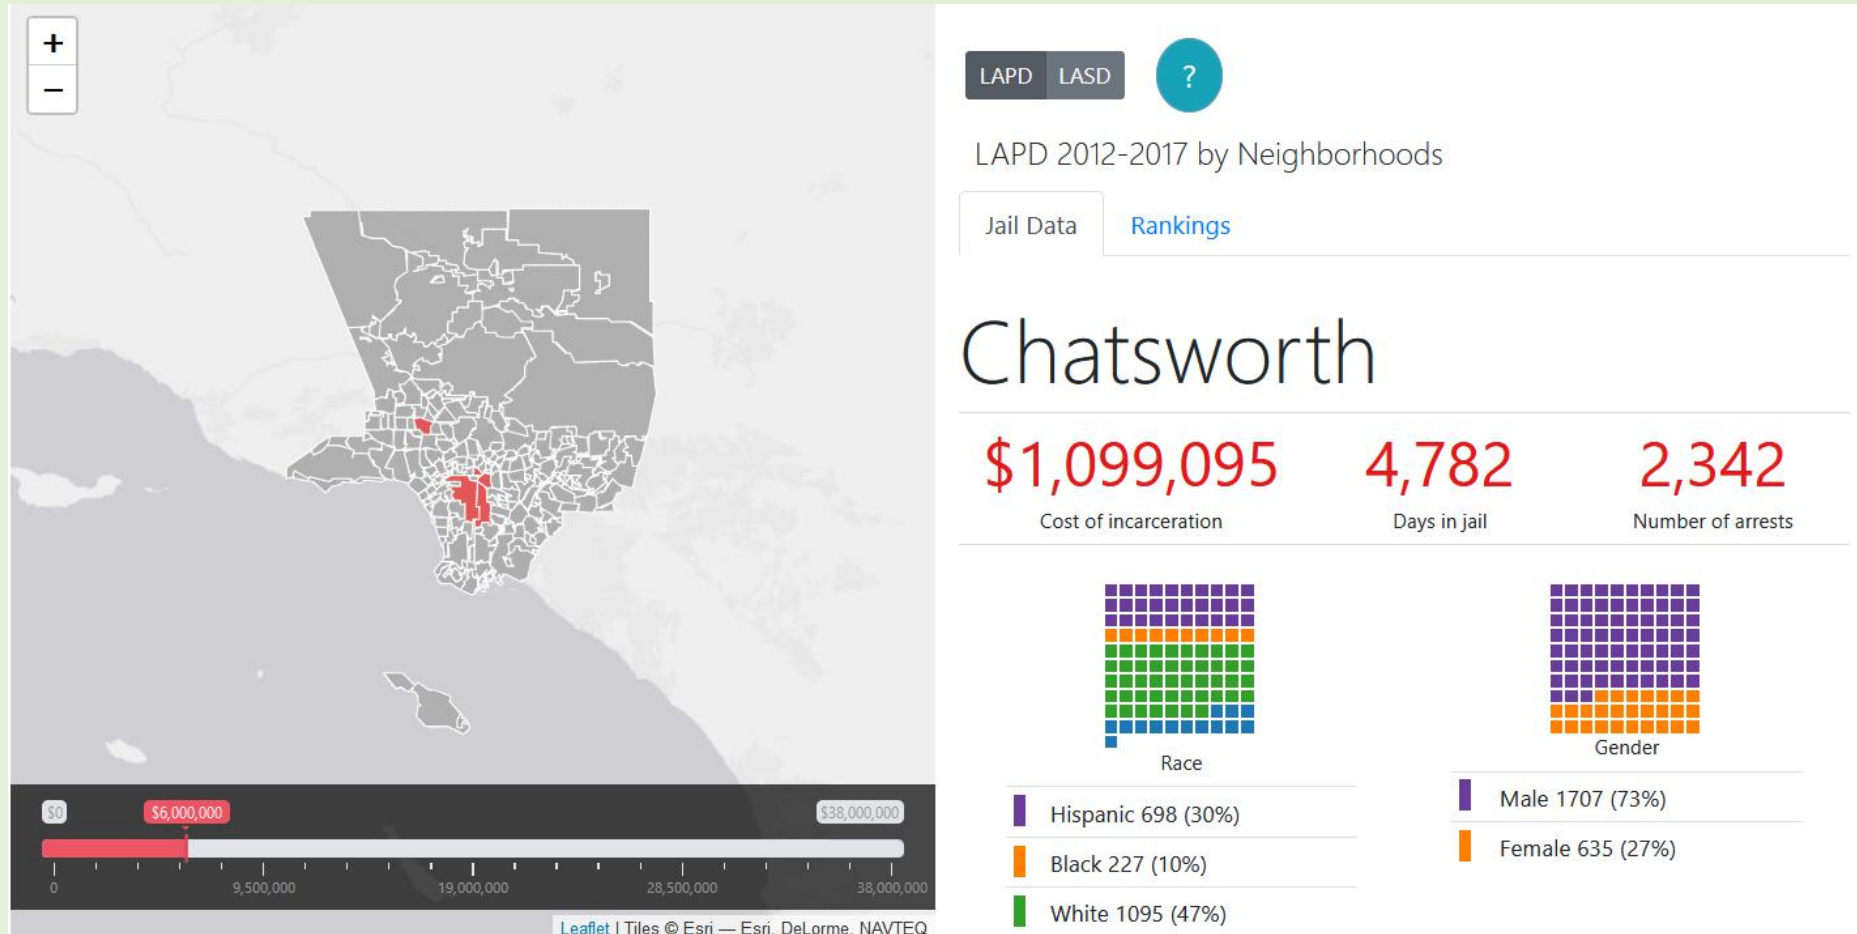 +
−
LAPD LASD
?
LAPD 2012-2017 by Neighborhoods
Jail Data Rankings
Chatsworth
$1,099,095 4,782 2,342
Cost of incarceration Days in jail Number of arrests
Race
Hispanic 698 (30%)
Black 227 (10%)
White 1095 (47%)
Gender
Male 1707 (73%)
Female 635 (27%)
$0 $6,000,000 $38,000,000
0 9,500,000 19,000,000 28,500,000 38,000,000
Leaflet | Tiles © Esri — Esri, DeLorme, NAVTEQ